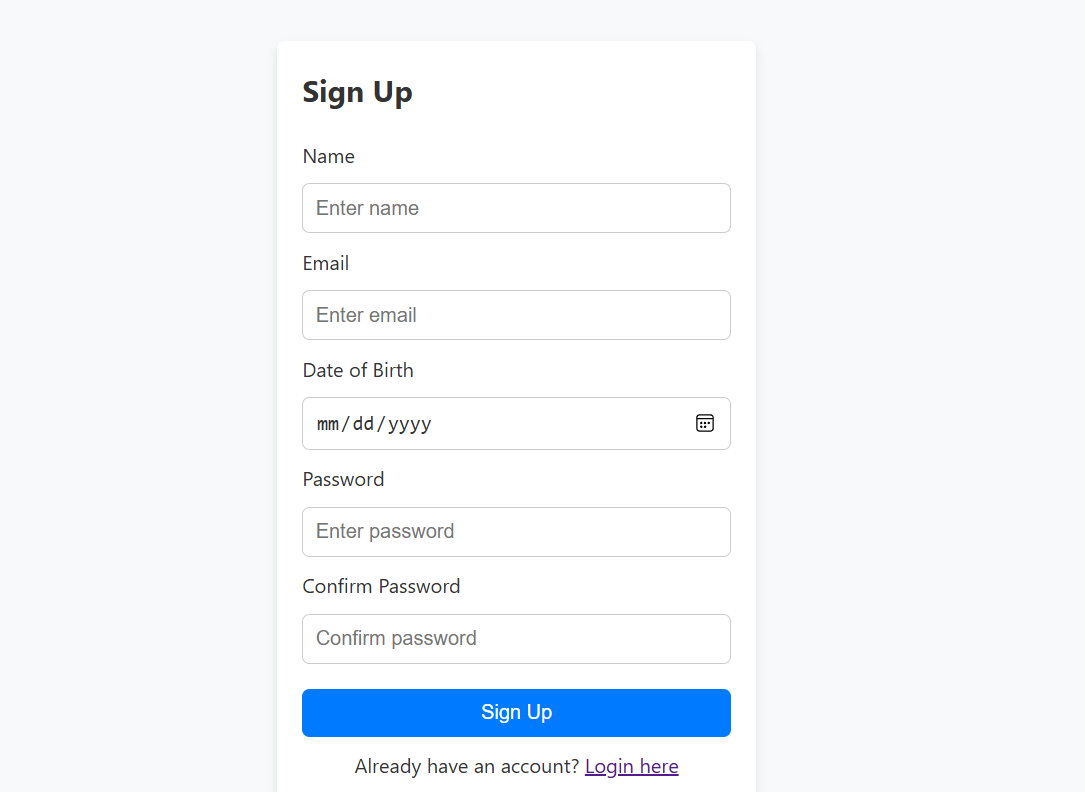 Sign Up
Name
Enter name
Email
Enter email
Date of Birth
mm/dd/yyyy
Password
Enter password
Confirm Password
Confirm password
Sign Up
Already have an account? Login here